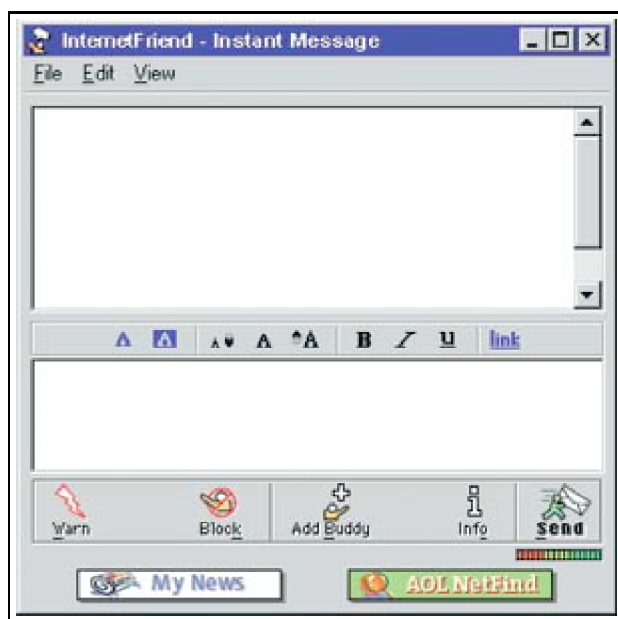 InternetFriend - Instant Message
File Edit View
A A A A A B I U link
Warn Block Add Buddy Info Send
My News AOL NetFind